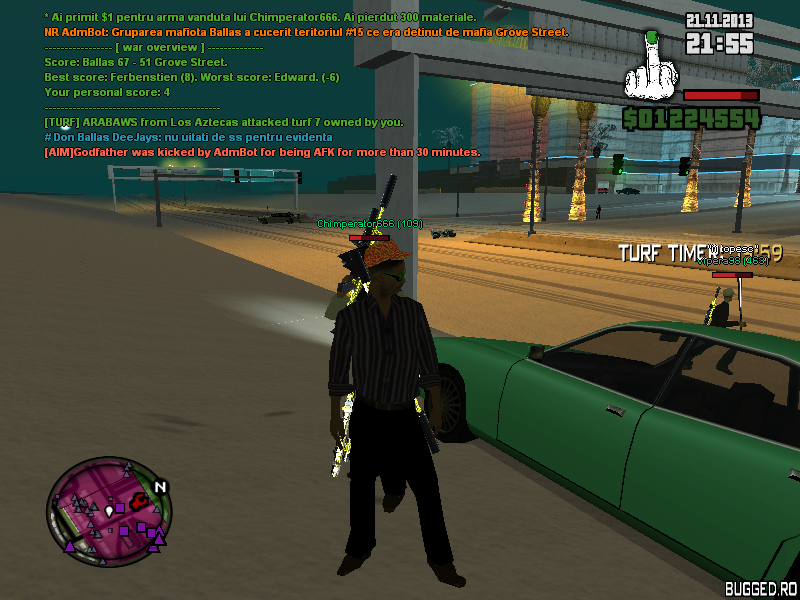 * Ai primit $1 pentru arma vanduta lui Chimperator666. Ai pierdut 300 materiale.
NR AdmBot: Gruparea mafiota Ballas a cucerit teritoriul #15 ce era detinut de mafia Grove Street.
---------------- [ war overview ] -------------
Score: Ballas 67 - 51 Grove Street.
Best score: Ferbenstien (8). Worst score: Edward. (-6)
Your personal score: 4
------------------------------------------
[TURF] ARABAWS from Los Aztecas attacked turf 7 owned by you.
# Don Ballas DeeJays: nu uitati de ss pentru evidenta
[AIM]Godfather was kicked by AdmBot for being AFK for more than 30 minutes.
21.11.2013
21:55
$01224554
Chimperator666 (109)
TURF TIMER: 59
vipera98 (463)
N
BUGGED.RO